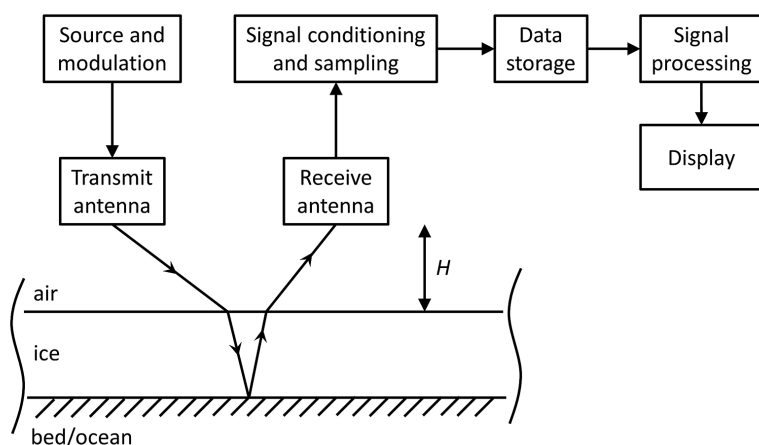 Source and
modulation
Signal conditioning
and sampling
Data
storage
Signal
processing
Display
Transmit
antenna
Receive
antenna
H
air
ice
bed/ocean